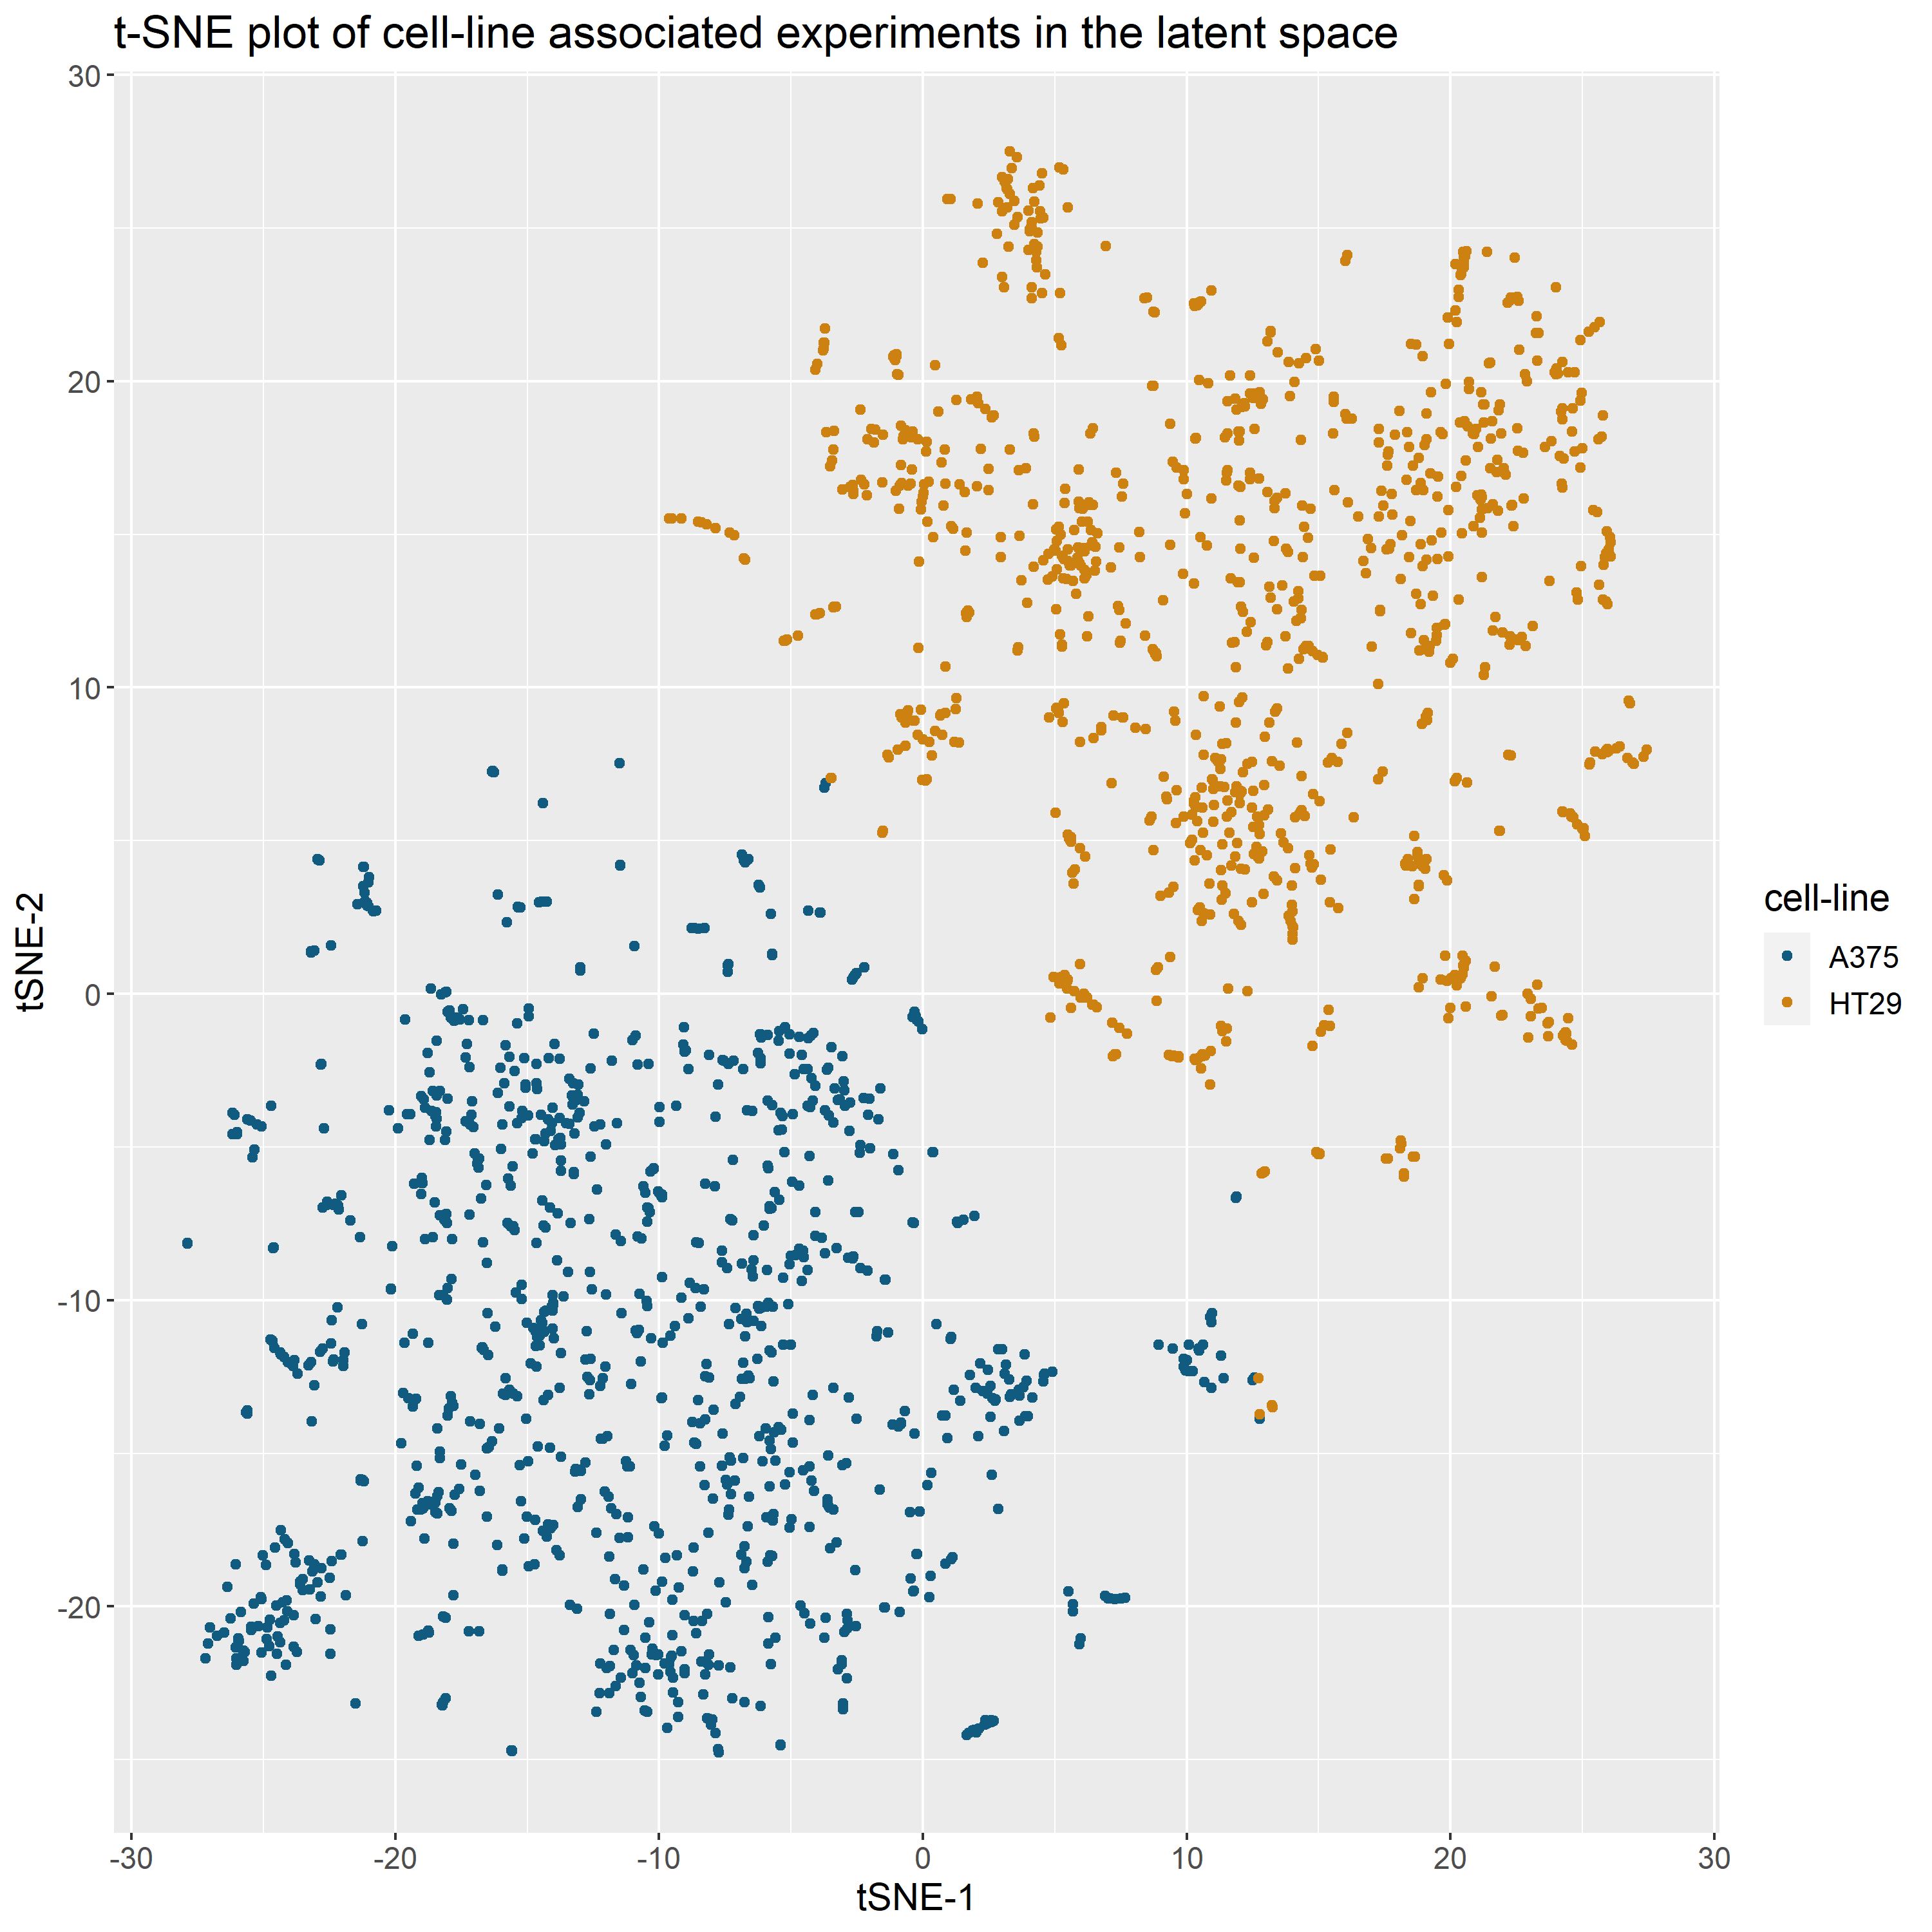 t-SNE plot of cell-line associated experiments in the latent space
30
20
10
0
-10
-20
tSNE-2
-30
-20
-10
0
10
20
30
tSNE-1
cell-line
A375
HT29